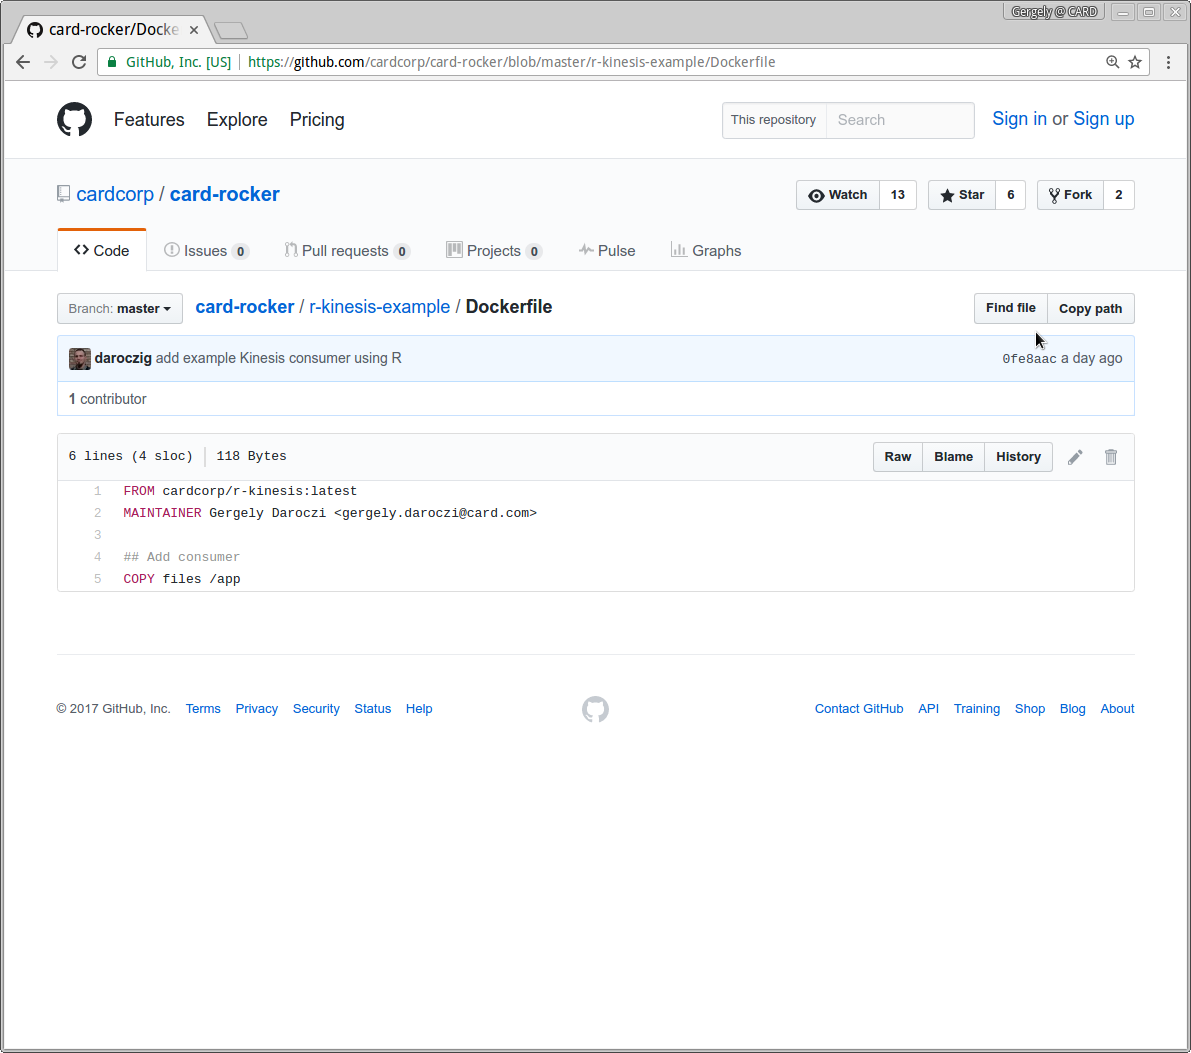 Gergely @ CARD
card-rocker/Docke
GitHub, Inc. [US] https://github.com/cardcorp/card-rocker/blob/master/r-kinesis-example/Dockerfile
Features Explore Pricing This repository Search Sign in or Sign up
cardcorp / card-rocker Watch 13 Star 6 Fork 2
Code Issues 0 Pull requests 0 Projects 0 Pulse Graphs
Branch: master card-rocker / r-kinesis-example / Dockerfile Find file Copy path
daroczig add example Kinesis consumer using R 0fe8aac a day ago
1 contributor
6 lines (4 sloc) 118 Bytes Raw Blame History
1 FROM cardcorp/r-kinesis:latest
2 MAINTAINER Gergely Daroczi <gergely.daroczi@card.com>
3
4 ## Add consumer
5 COPY files /app
© 2017 GitHub, Inc. Terms Privacy Security Status Help Contact GitHub API Training Shop Blog About